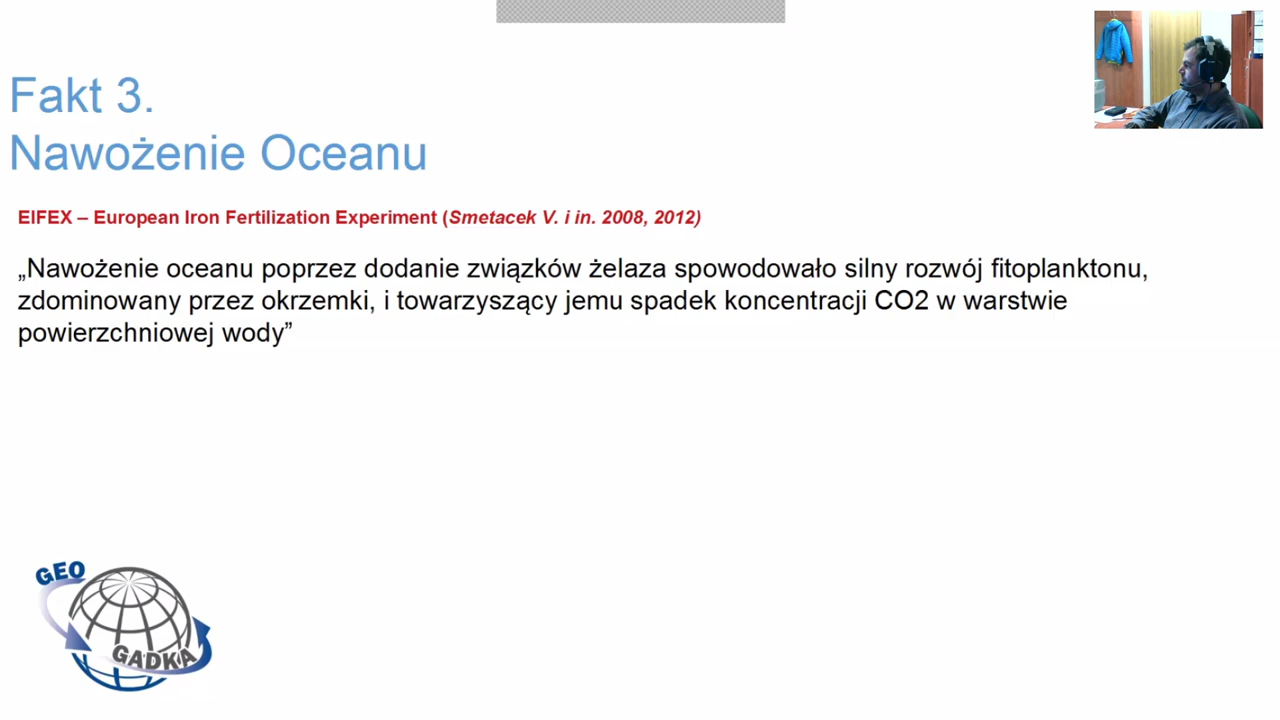 Fakt 3.
Nawożenie Oceanu
EIFEX – European Iron Fertilization Experiment (Smetacek V. i in. 2008, 2012)
„Nawożenie oceanu poprzez dodanie związków żelaza spowodowało silny rozwój fitoplanktonu,
zdominowany przez okrzemki, i towarzyszący jemu spadek koncentracji CO2 w warstwie
powierzchniowej wody”
GEO
GADKA